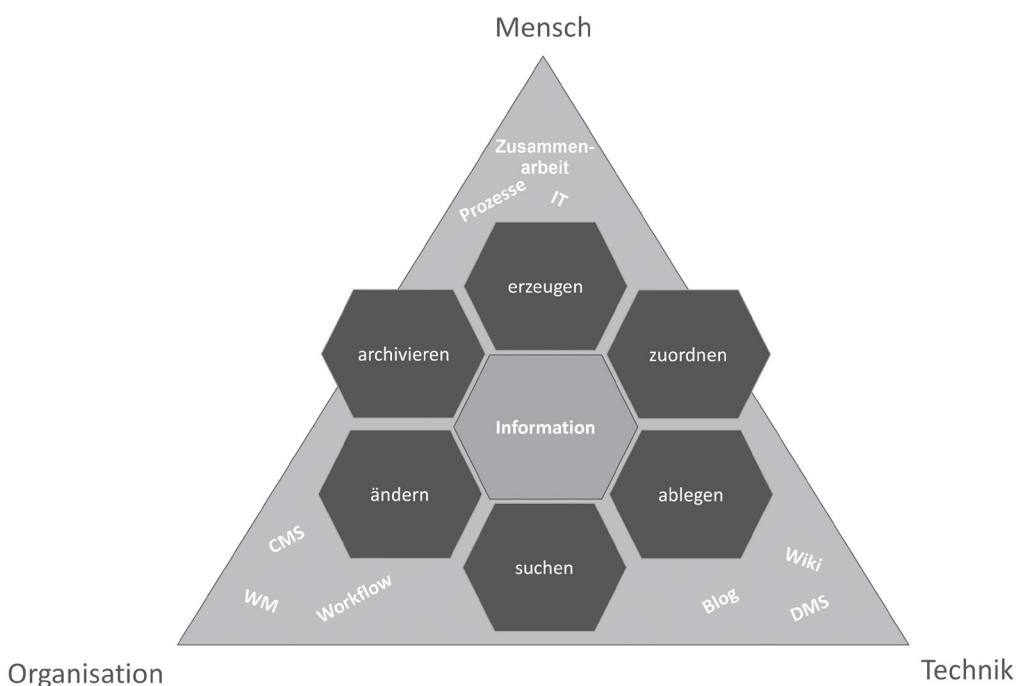 Mensch
Zusammen-
arbeit
Prozesse
IT
erzeugen
archivieren
zuordnen
Information
ändern
ablegen
suchen
CMS
WM
Workflow
Wiki
Blog
DMS
Organisation
Technik